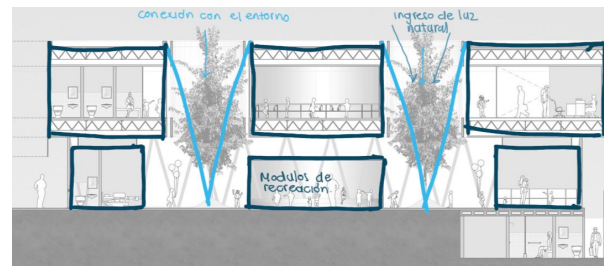 conexión con el entorno
ingreso de luz
natural
Modulos de
recreación.